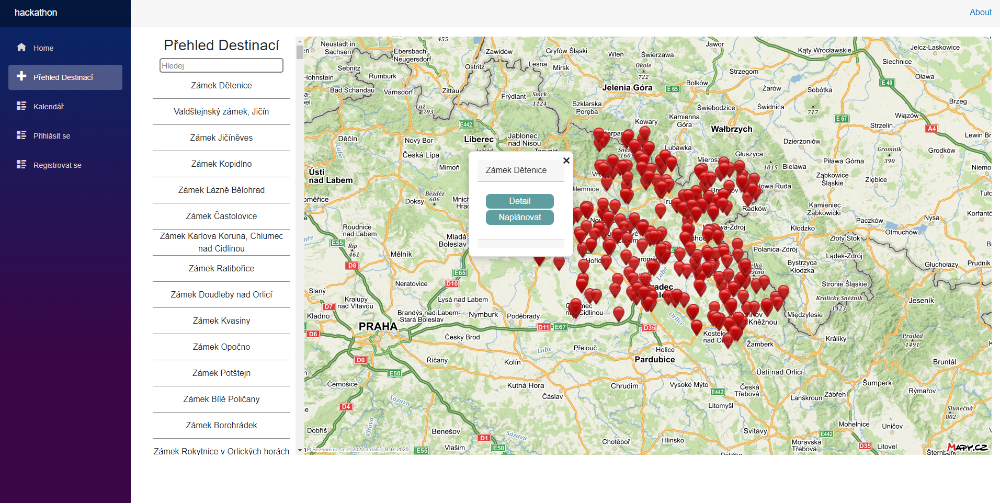 hackathon
About
Home
Přehled Destinací
Kalendář
Přihlásit se
Registrovat se
Přehled Destinací
Hledej
Zámek Dětenice
Valdštejnský zámek, Jičín
Zámek Jičíněves
Zámek Kopidlno
Zámek Lázně Bělohrad
Zámek Častolovice
Zámek Karlova Koruna, Chlumec
nad Cidlinou
Zámek Ratibořice
Zámek Doudleby nad Orlicí
Zámek Kvasiny
Zámek Opočno
Zámek Potštejn
Zámek Bílé Poličany
Zámek Borohrádek
Zámek Rokytnice v Orlických horách
Zámek Dětenice
Detail
Naplánovat
Neustadt in
Sachsen
455
Ebersbach-
-Neugersdorf
Zawidów
Gryfów Śląski
Wleń
Świerzawa
Jawor
Kąty Wrocławskie
Jelcz-Laskowice
Siechnice
Sebnitz
Ostritz
Leśna
Mirsk
Okole
722
Strzegom
Oława
Hohnstein
Rumburk
Bad Schandau
Varnsdorf
Zittau
Frýdlant
Smrk
1124
Jelenia Góra
E 65
Bolków
Żarów
Sobótka
E 40
Brzeg
Luž
793
Szklarska
Poręba
Kamienna
Góra
Świebodzice
Świdnica
717
E 67
Wiązów
E442
Kowary
Wałbrzych
Strzelin
A4
Děčín
Labe
Nový Bor
Liberec
Jablonec
nad Nisou
Lubawka
Dzierżoniów
Lewin Br
Česká Lípa
1603
Głuszyca
Gromnik
390
Grodków
Ústí
nad Labem
Mimoň
1015
Bielawa
Piława Górna
Ząbkowice
Śląskie
Ziębice
Jilemnice
Nowa Ruda
Bezděz
606
Doksy
Radków
Kamieniec
Ząbkowicki
Nysa
Roudnice
nad Labem
Mladá
Boleslav
Kłodzko
Paczków
Otmuchów
E55
Říp
461
Mělník
Złoty Stok
Polanica-Zdrój
Lądek-Zdrój
Hořice
Bystrzyca
Kłodzka
Prudnik
D8
E65
Głuchołazy
D10
Neratovice
Labe
Stronie Śląskie
Slaný
Králický Sněžník
1423
Jeseník
D7
Kralupy
nad Vltavou
Lysá nad Labem
Międzylesie
Kladno
Brandýs nad Labem-
-Stará Boleslav
Nymburk
Poděbrady
Orlice
PRAHA
D11
E67
D35
D6
Český Brod
Kostelec
nad Orlicí
Žamberk
Králíky
Praděd
1491
Labe
Přelouč
Holice
D0
Říčany
Kolín
Pardubice
Bruntál
E50
Ústí nad Orlicí
Černošice
Kutná Hora
Chrudim
Vysoké Mýto
E442
Česká
Třebová
Šumperk
Rýmařov
Čáslav
Lanškroun
Zábřeh
Sázava
D4
Litomyšl
Slunečná
802
Vltava
Mohelnice
Uničov
Dobříš
Benešov
D1
Sázava
E442
Svitavy
Chotěboř
Hlinsko
Moravská
Třebová
D35
Litovel
Vlašim
E50
E55
© Seznam.cz, a.s., 2022 a další | 9. 9. 2020
Mapy.cz